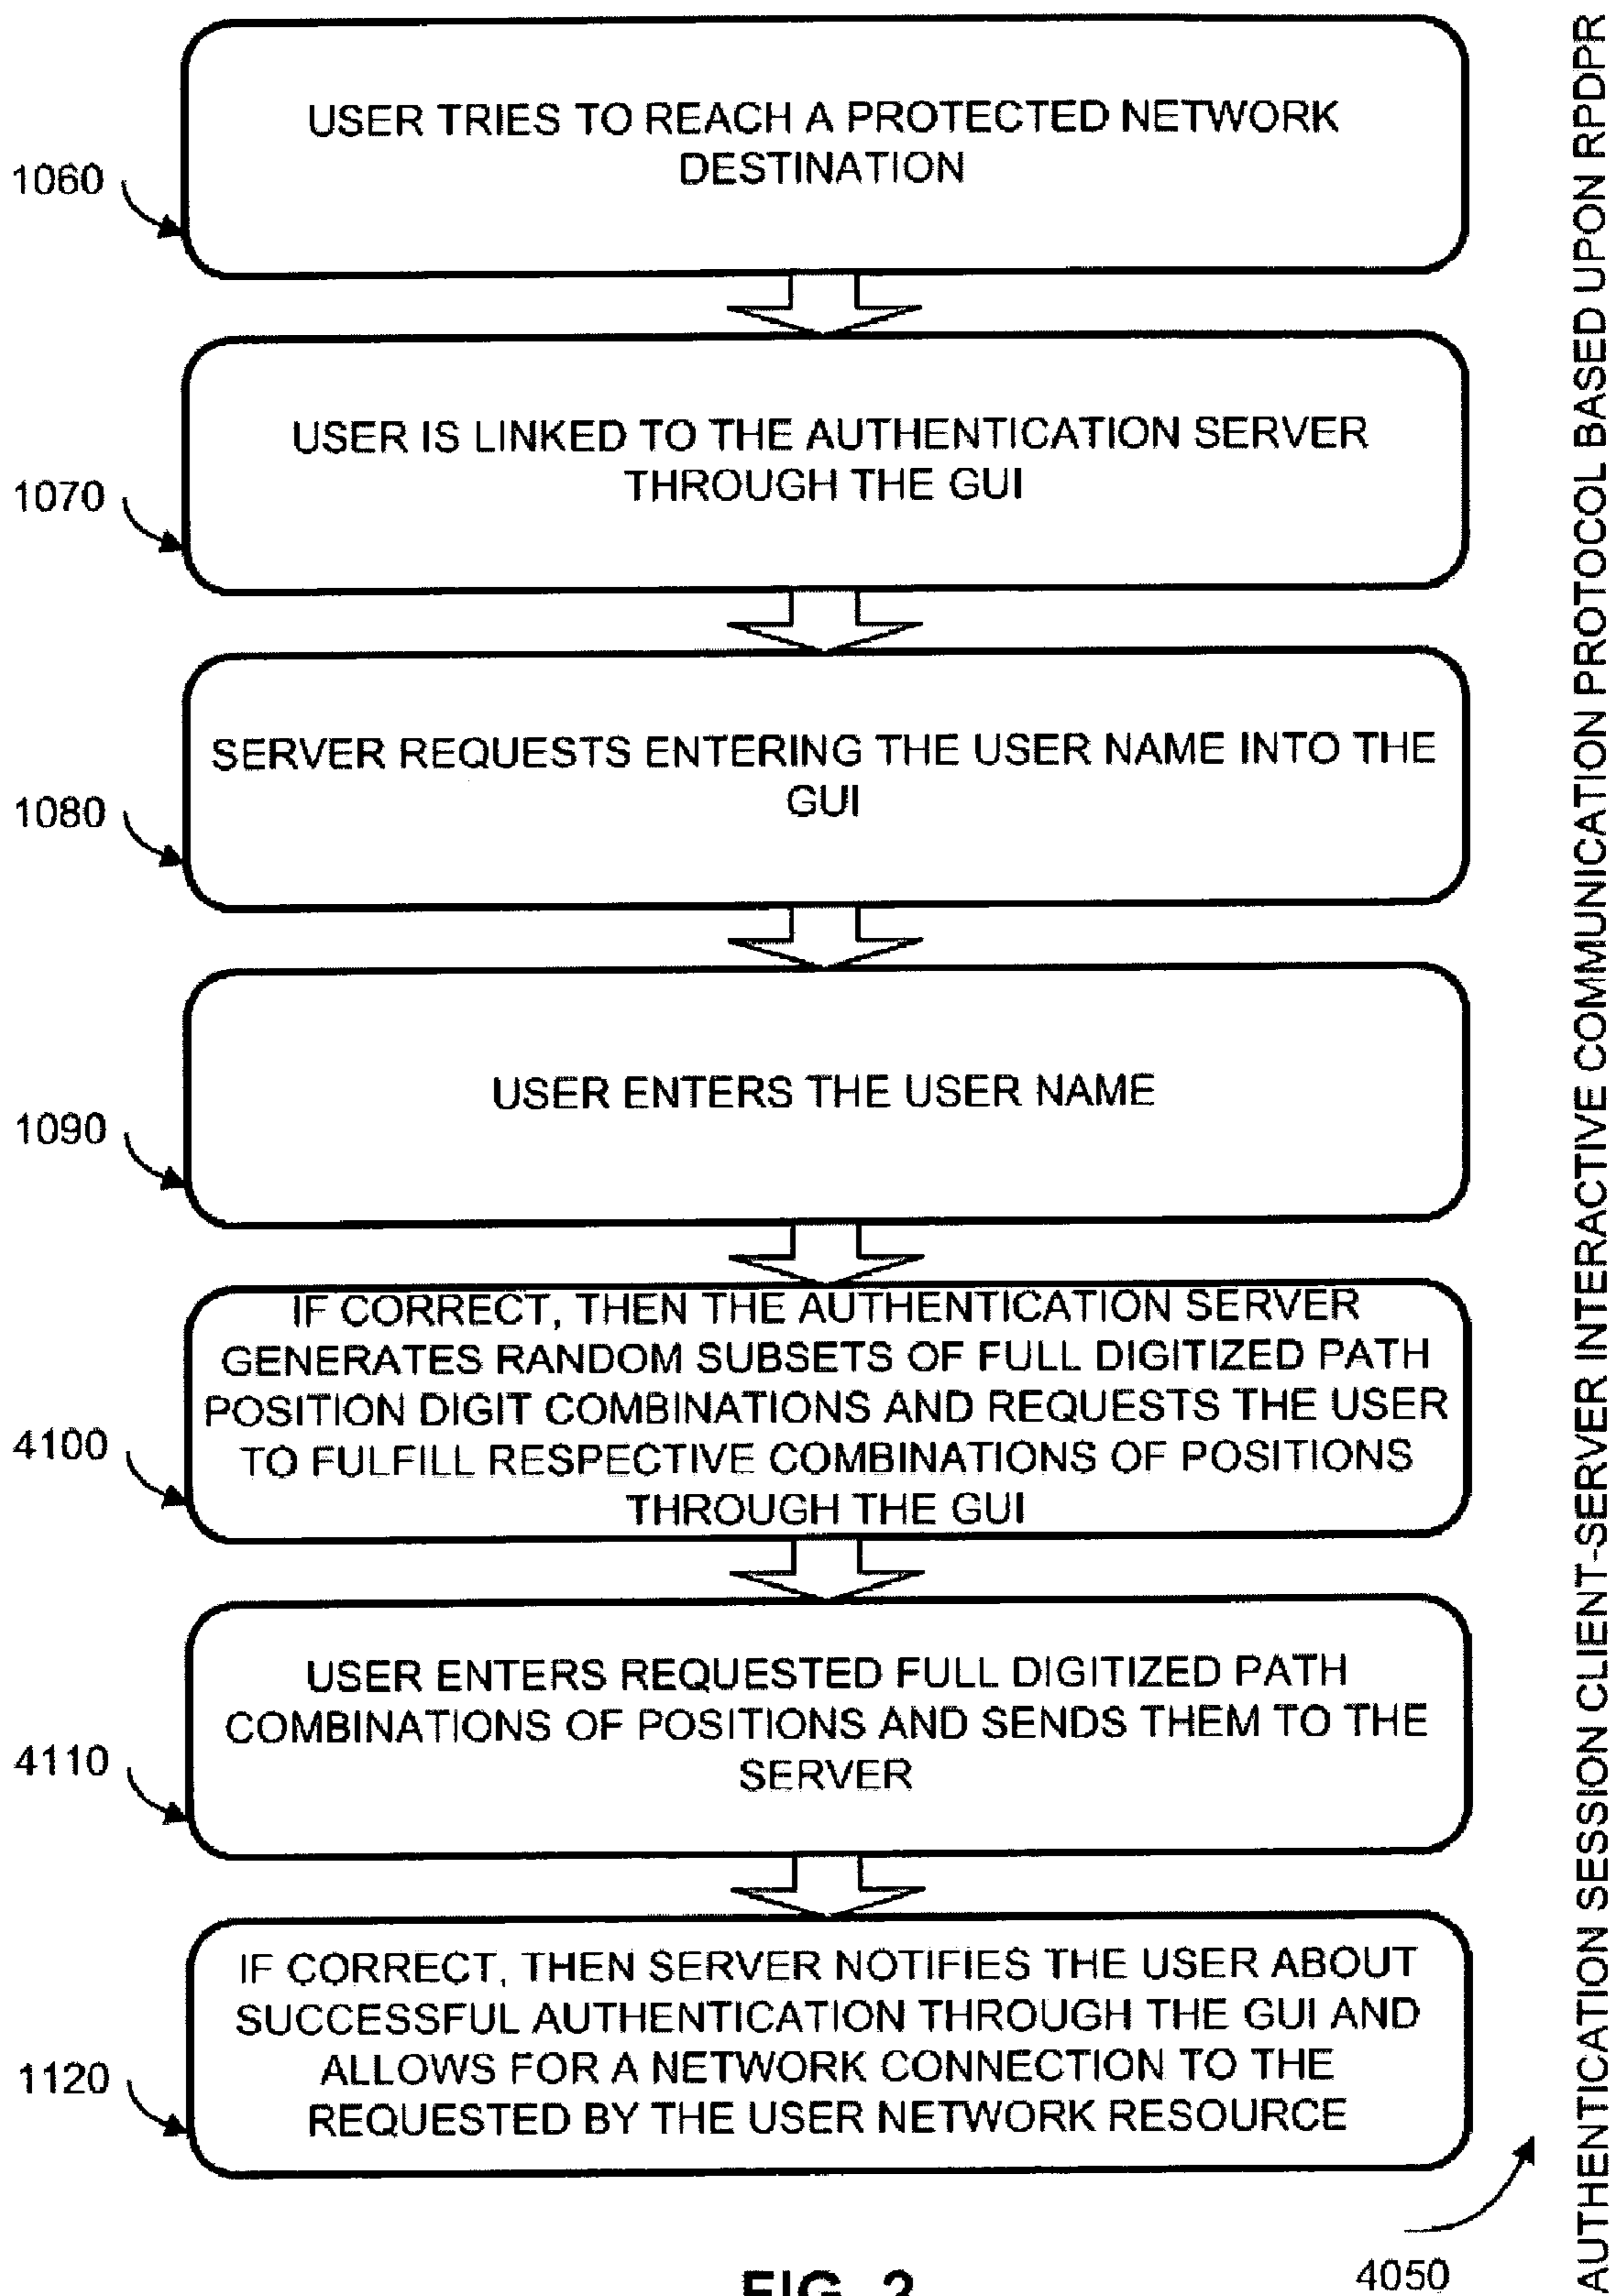 USER TRIES TO REACH A PROTECTED NETWORK
DESTINATION
1060
USER IS LINKED TO THE AUTHENTICATION SERVER
THROUGH THE GUI
1070
SERVER REQUESTS ENTERING THE USER NAME INTO THE
GUI
1080
USER ENTERS THE USER NAME
1090
IF CORRECT, THEN THE AUTHENTICATION SERVER
GENERATES RANDOM SUBSETS OF FULL DIGITIZED PATH
POSITION DIGIT COMBINATIONS AND REQUESTS THE USER
TO FULFILL RESPECTIVE COMBINATIONS OF POSITIONS
THROUGH THE GUI
4100
USER ENTERS REQUESTED FULL DIGITIZED PATH
COMBINATIONS OF POSITIONS AND SENDS THEM TO THE
SERVER
4110
IF CORRECT, THEN SERVER NOTIFIES THE USER ABOUT
SUCCESSFUL AUTHENTICATION THROUGH THE GUI AND
ALLOWS FOR A NETWORK CONNECTION TO THE
REQUESTED BY THE USER NETWORK RESOURCE
1120
AUTHENTICATION SESSION CLIENT-SERVER INTERACTIVE COMMUNICATION PROTOCOL BASED UPON RPDPR
4050
FIG. 2